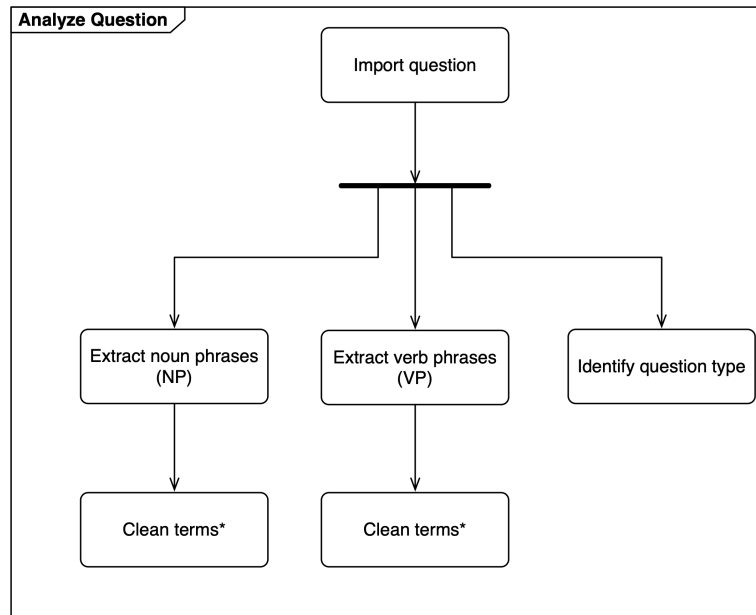 Analyze Question
Import question
Extract noun phrases
(NP)
Extract verb phrases
(VP)
Identify question type
Clean terms*
Clean terms*